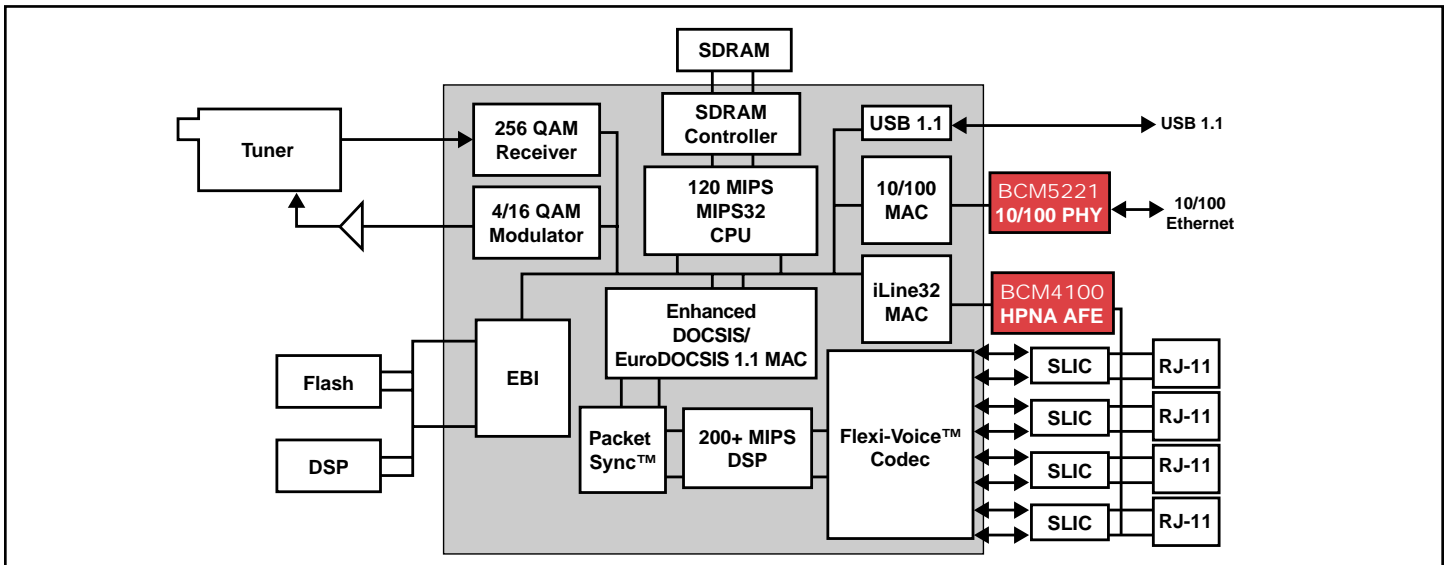 SDRAM
Tuner
256 QAM
Receiver
SDRAM
Controller
USB 1.1
USB 1.1
4/16 QAM
Modulator
120 MIPS
MIPS32
CPU
10/100
MAC
BCM5221
10/100 PHY
10/100
Ethernet
iLine32
MAC
BCM4100
HPNA AFE
Enhanced
DOCSIS/
EuroDOCSIS 1.1 MAC
EBI
Flash
DSP
Packet
Sync™
200+ MIPS
DSP
Flexi-Voice™
Codec
SLIC
RJ-11
SLIC
RJ-11
SLIC
RJ-11
SLIC
RJ-11